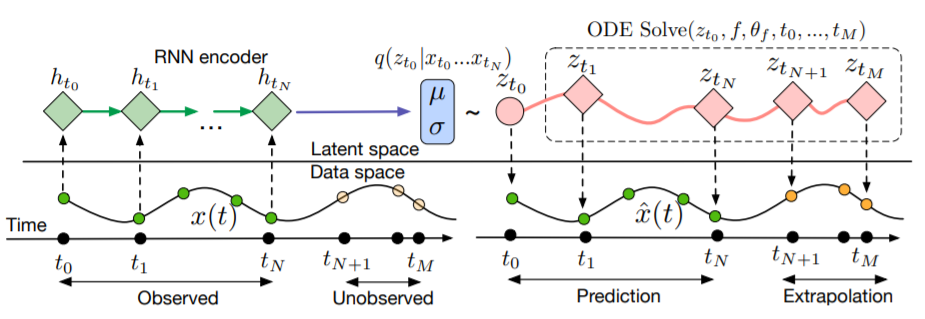 ODE Solve(z_{t_0}, f, θ_f, t_0, ..., t_M)
RNN encoder
q(z_{t_0}|x_{t_0}...x_{t_N})
h_{t_0} h_{t_1} h_{t_N}
z_{t_0} z_{t_1} z_{t_N} z_{t_{N+1}} z_{t_M}
...
μ
σ
~
Latent space
Data space
x(t)
x̂(t)
Time
t_0 t_1 t_N t_{N+1} t_M
t_0 t_1 t_N t_{N+1} t_M
Observed
Unobserved
Prediction
Extrapolation